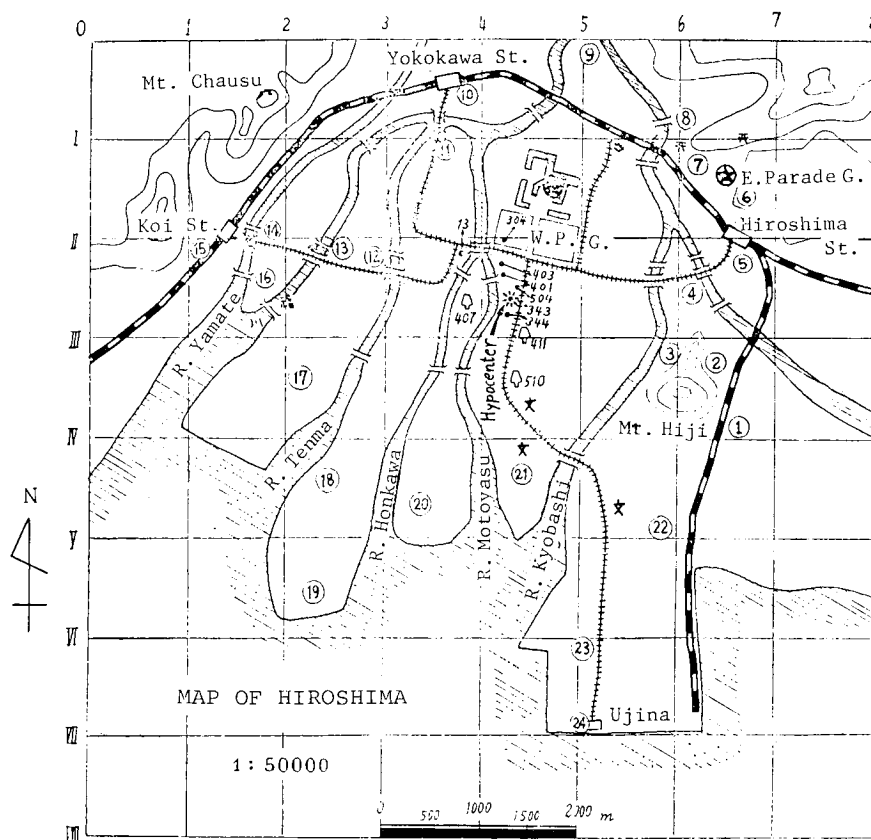 0 1 2 3 4 5 6 7 8
Yokokawa St.
Mt. Chausu
9
10
8
I
11
7
E.Parade G.
6
Koi St.
304
W.P.G.
Hiroshima St.
II
15
14
13
12
13
5
403
401
504
343
344
4
16
407
411
Hypocenter
III
R. Yamate
3
2
17
510
Mt. Hiji
1
IV
R. Tenma
18
R. Honkawa
20
R. Motoyasu
21
R. Kyobashi
22
N
V
19
VI
23
MAP OF HIROSHIMA
24
Ujina
VII
1:50000
0 500 1000 1500 2000 m
VIII